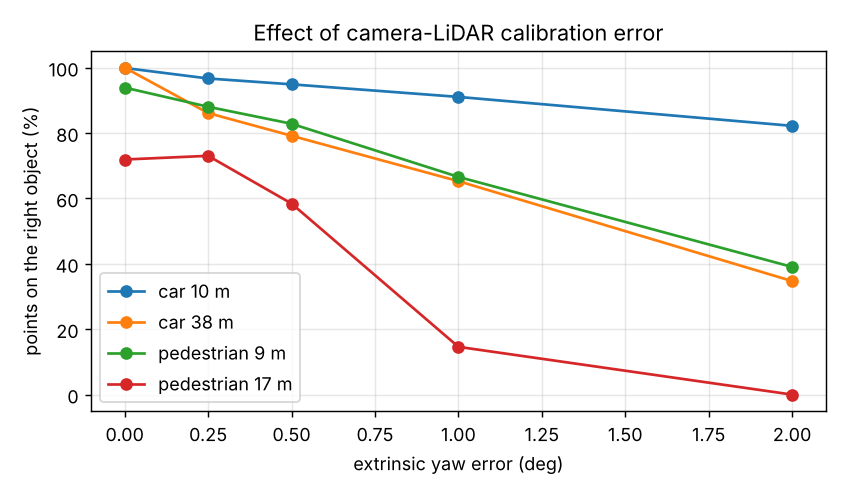 Effect of camera-LiDAR calibration error
points on the right object (%)
100
80
60
40
20
0
car 10 m
car 38 m
pedestrian 9 m
pedestrian 17 m
0.00 0.25 0.50 0.75 1.00 1.25 1.50 1.75 2.00
extrinsic yaw error (deg)